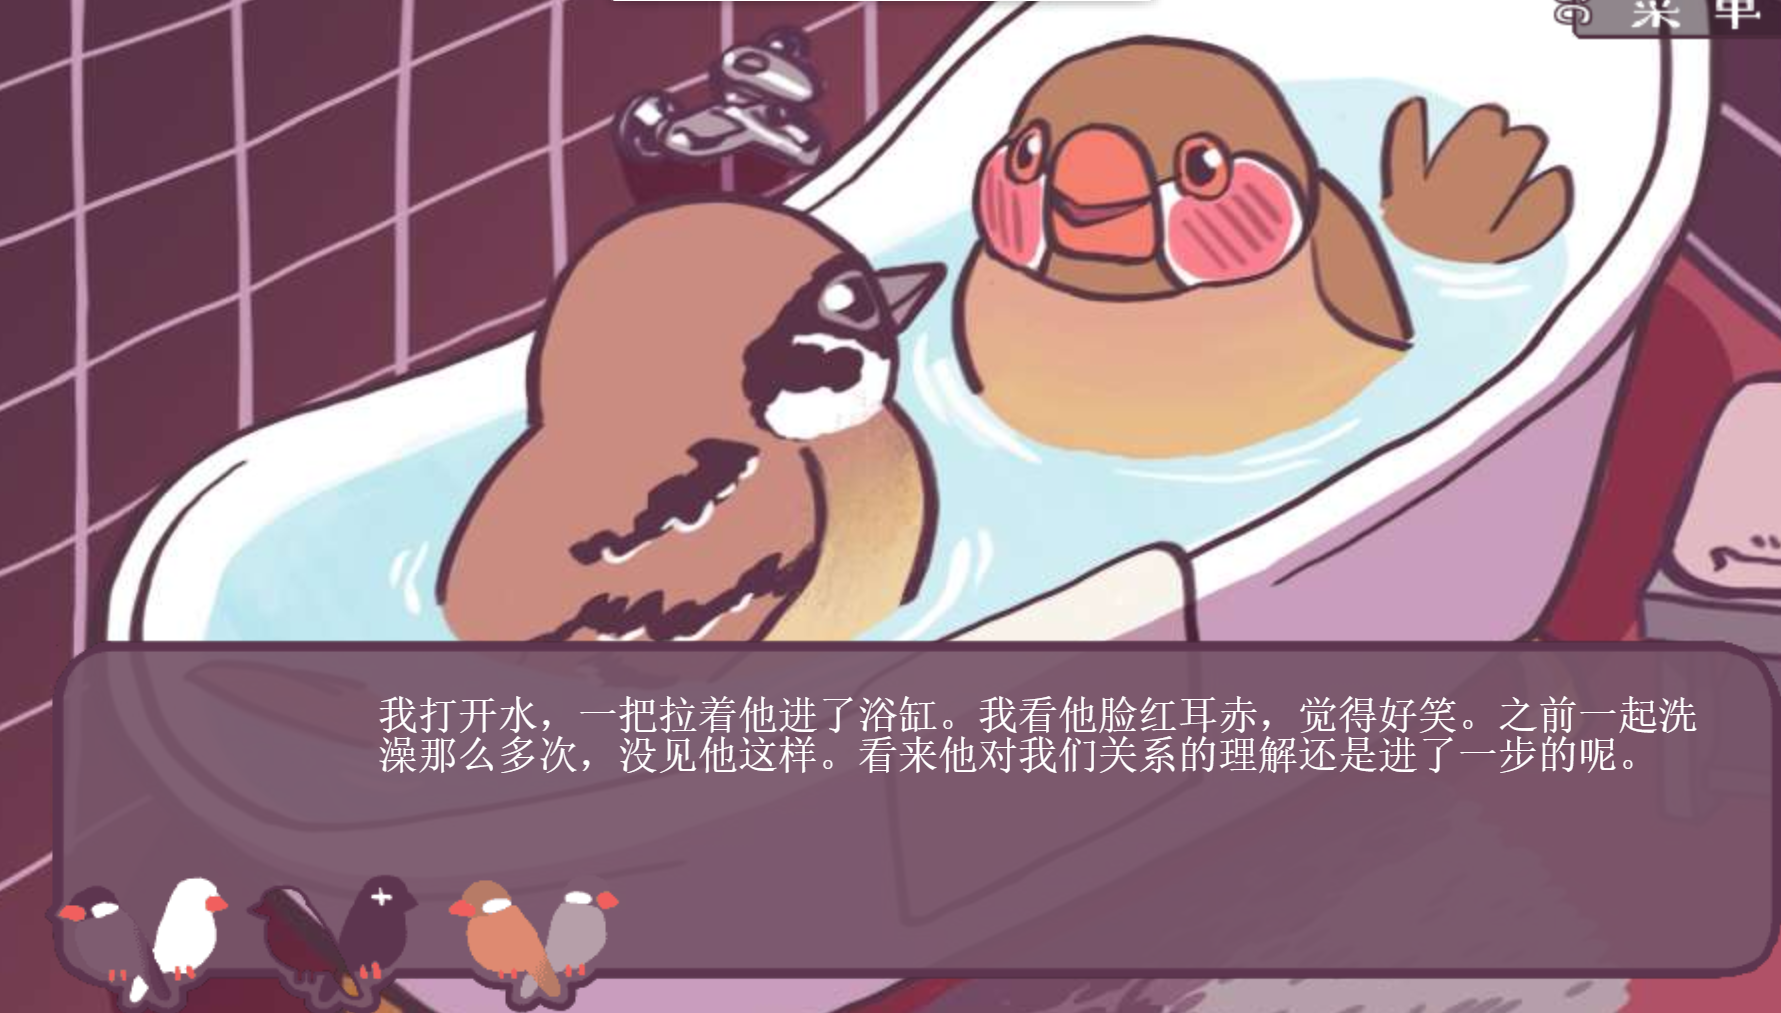 菜单
我打开水，一把拉着他进了浴缸。我看他脸红耳赤，觉得好笑。之前一起洗
澡那么多次，没见他这样。看来他对我们关系的理解还是进了一步的呢。